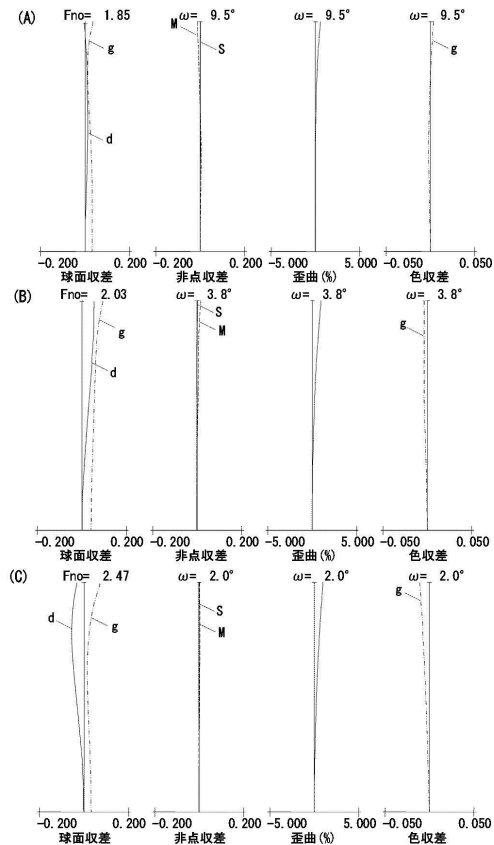 (A) Fno= 1.85 ω= 9.5° ω= 9.5° ω= 9.5°
M
g S g
d
-0.200 0.200 -0.200 0.200 -5.000 5.000 -0.050 0.050
球面収差 非点収差 歪曲(%) 色収差
(B) Fno= 2.03 ω= 3.8° ω= 3.8° ω= 3.8°
S
g M g
d
-0.200 0.200 -0.200 0.200 -5.000 5.000 -0.050 0.050
球面収差 非点収差 歪曲(%) 色収差
(C) Fno= 2.47 ω= 2.0° ω= 2.0° ω= 2.0°
g
d S
g M
-0.200 0.200 -0.200 0.200 -5.000 5.000 -0.050 0.050
球面収差 非点収差 歪曲(%) 色収差